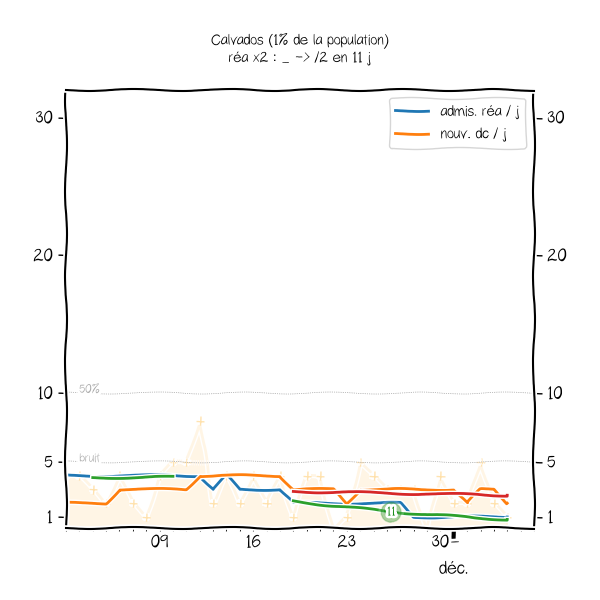 Calvados (1% de la population)
réa x2 : _ -> /2 en 11 j
admis. réa / j
nouv. dc / j
30
30
20
20
50%
10
10
bruit
5
5
11
1
1
09
16
23
30
déc.